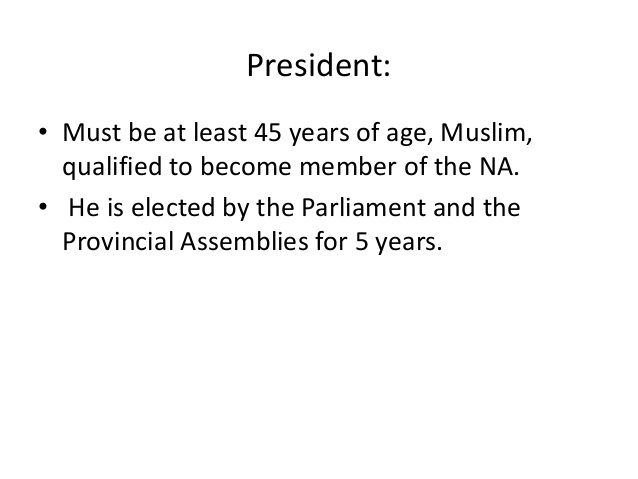 President:
• Must be at least 45 years of age, Muslim,
qualified to become member of the NA.
• He is elected by the Parliament and the
Provincial Assemblies for 5 years.